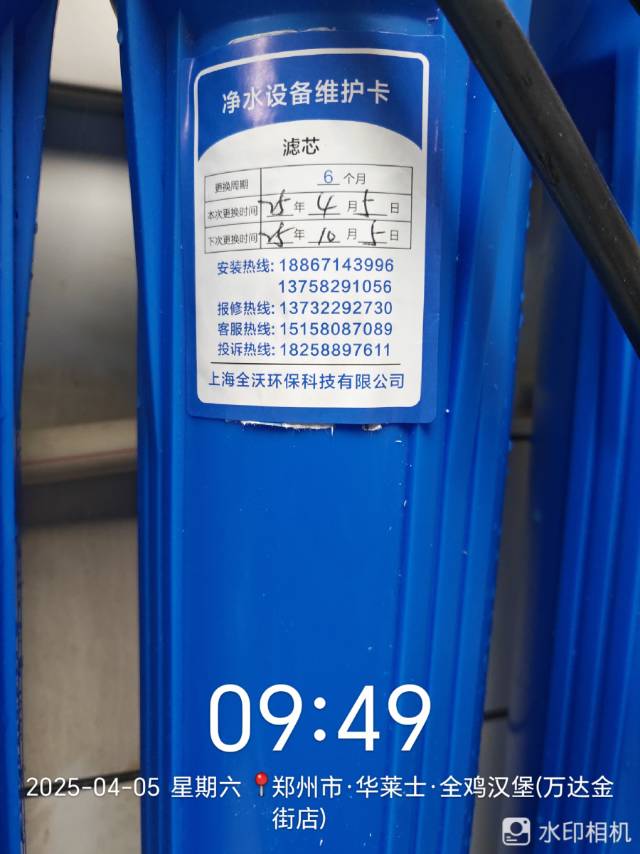 净水设备维护卡
滤芯
更换周期 6 个月
本次更换时间 25 年 4 月 5 日
下次更换时间 25 年 10 月 5 日
安装热线: 18867143996
13758291056
报修热线: 13732292730
客服热线: 15158087089
投诉热线: 18258897611
上海全沃环保科技有限公司
09:49
2025-04-05 星期六 📍郑州市·华莱士·全鸡汉堡(万达金
街店)
水印相机